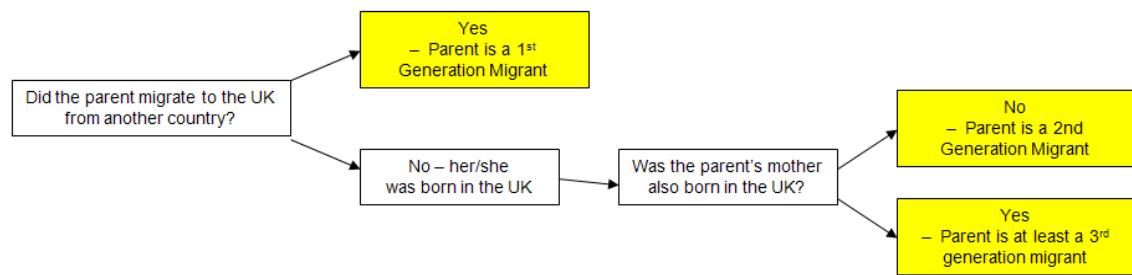 Yes
– Parent is a 1st
Generation Migrant
Did the parent migrate to the UK
from another country?
No – her/she
was born in the UK
Was the parent's mother
also born in the UK?
No
– Parent is a 2nd
Generation Migrant
Yes
– Parent is at least a 3rd
generation migrant